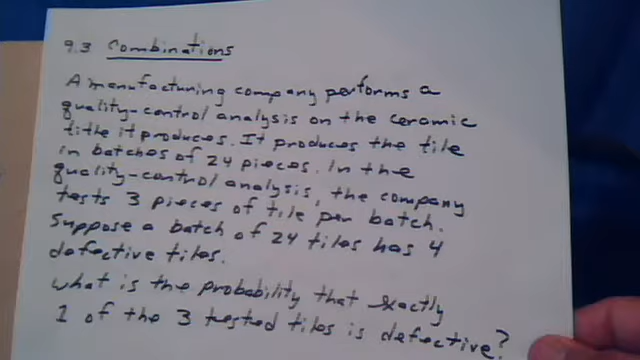 9.3 Combinations
A manufacturing company performs a
quality-control analysis on the ceramic
title it produces. It produces the tile
in batches of 24 pieces. In the
quality-control analysis, the company
tests 3 pieces of tile per batch.
Suppose a batch of 24 tiles has 4
defective tiles.
What is the probability that exactly
1 of the 3 tested tiles is defective?